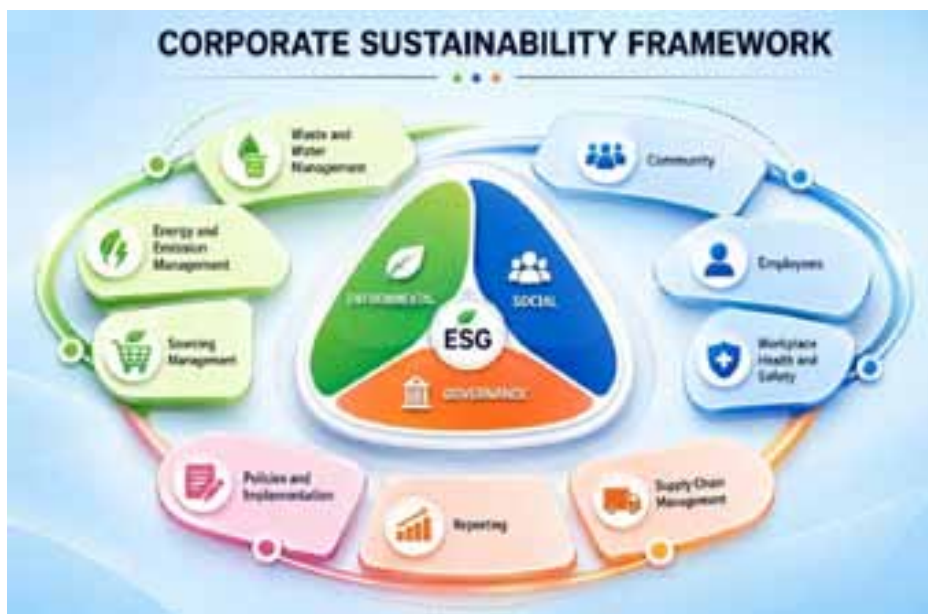 CORPORATE SUSTAINABILITY FRAMEWORK
Waste and
Water
Management
Community
Energy and
Emission
Management
Employees
SOCIAL
ESG
Sourcing
Management
Workplace
Health and
Safety
GOVERNANCE
Policies and
Implementation
Reporting
Supply Chain
Management